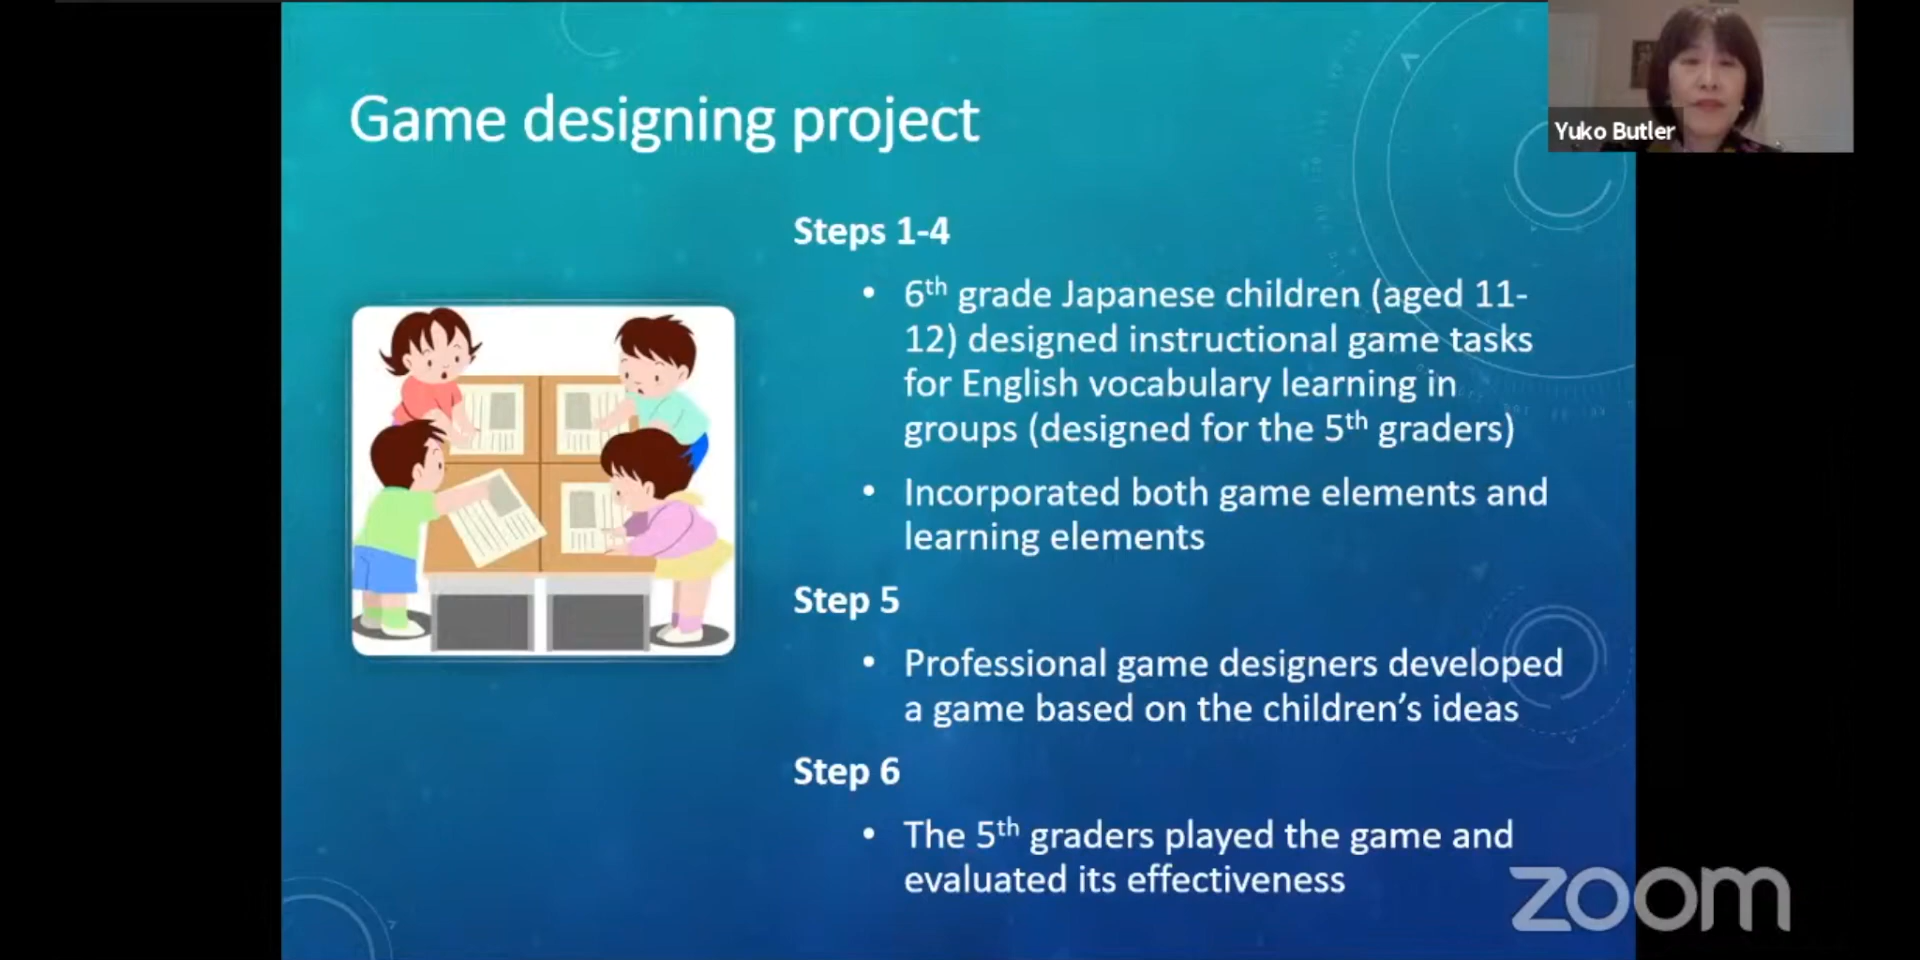 Game designing project
Yuko Butler
Steps 1-4
• 6th grade Japanese children (aged 11-
12) designed instructional game tasks
for English vocabulary learning in
groups (designed for the 5th graders)
• Incorporated both game elements and
learning elements
Step 5
• Professional game designers developed
a game based on the children’s ideas
Step 6
• The 5th graders played the game and
evaluated its effectiveness
zoom